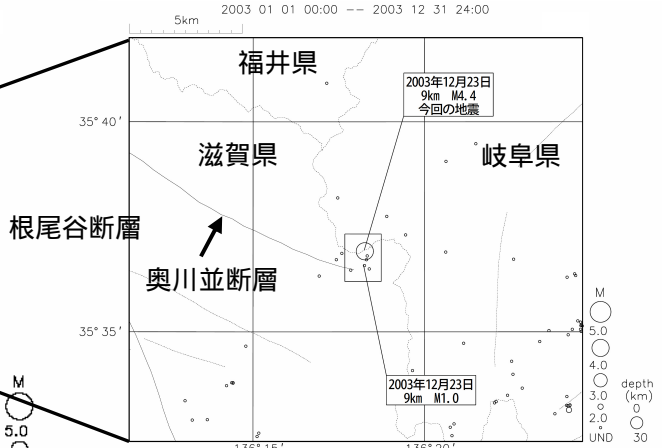 2003 01 01 00:00 -- 2003 12 31 24:00
5km
福井県
2003年12月23日
9km M4.4
今回の地震
35°40′
滋賀県
岐阜県
根尾谷断層
奥川並断層
35°35′
M
5.0
4.0
3.0
2.0
UND
depth
(km)
0
30
2003年12月23日
9km M1.0
M
5.0
136°15′
136°20′